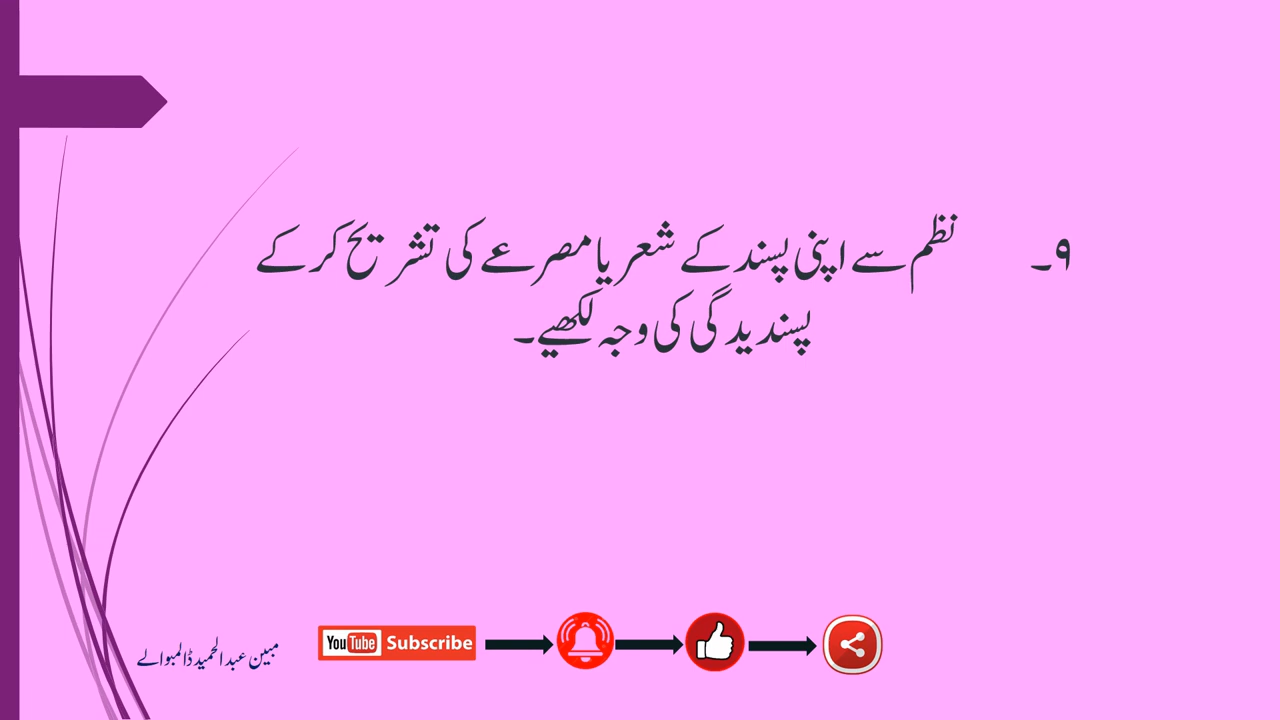 ۹۔ نظم سے اپنی پسند کے شعر یا مصرعے کی تشریح کر کے
پسندیدگی کی وجہ لکھیے۔
YouTube Subscribe
مبین عبدالحمید ڈالمبوالے